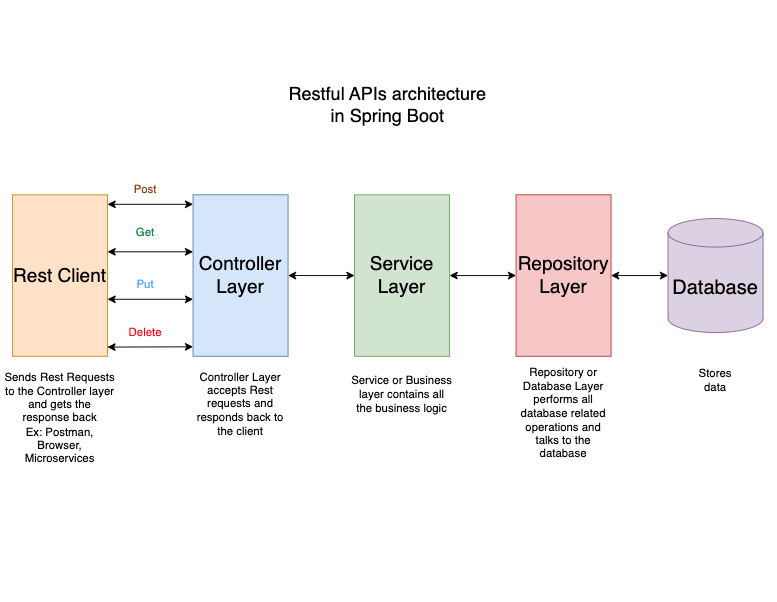 Restful APIs architecture
in Spring Boot
Post
Get
Put
Delete
Rest Client
Controller
Layer
Service
Layer
Repository
Layer
Database
Sends Rest Requests
to the Controller layer
and gets the
response back
Ex: Postman,
Browser,
Microservices
Controller Layer
accepts Rest
requests and
responds back to
the client
Service or Business
layer contains all
the business logic
Repository or
Database Layer
performs all
database related
operations and
talks to the
database
Stores
data